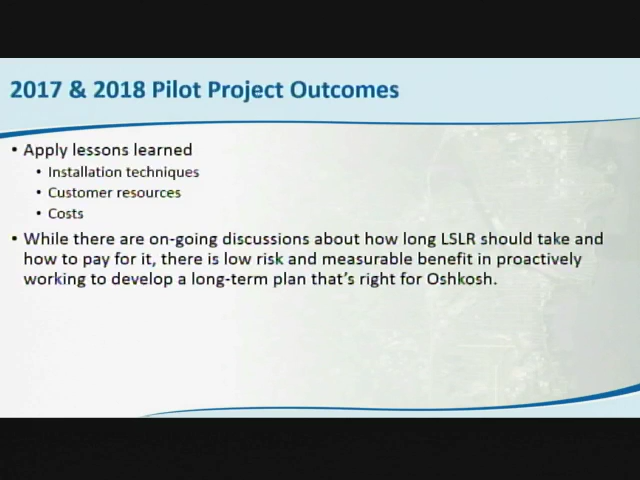 2017 & 2018 Pilot Project Outcomes
• Apply lessons learned
• Installation techniques
• Customer resources
• Costs
• While there are on-going discussions about how long LSLR should take and
how to pay for it, there is low risk and measurable benefit in proactively
working to develop a long-term plan that's right for Oshkosh.